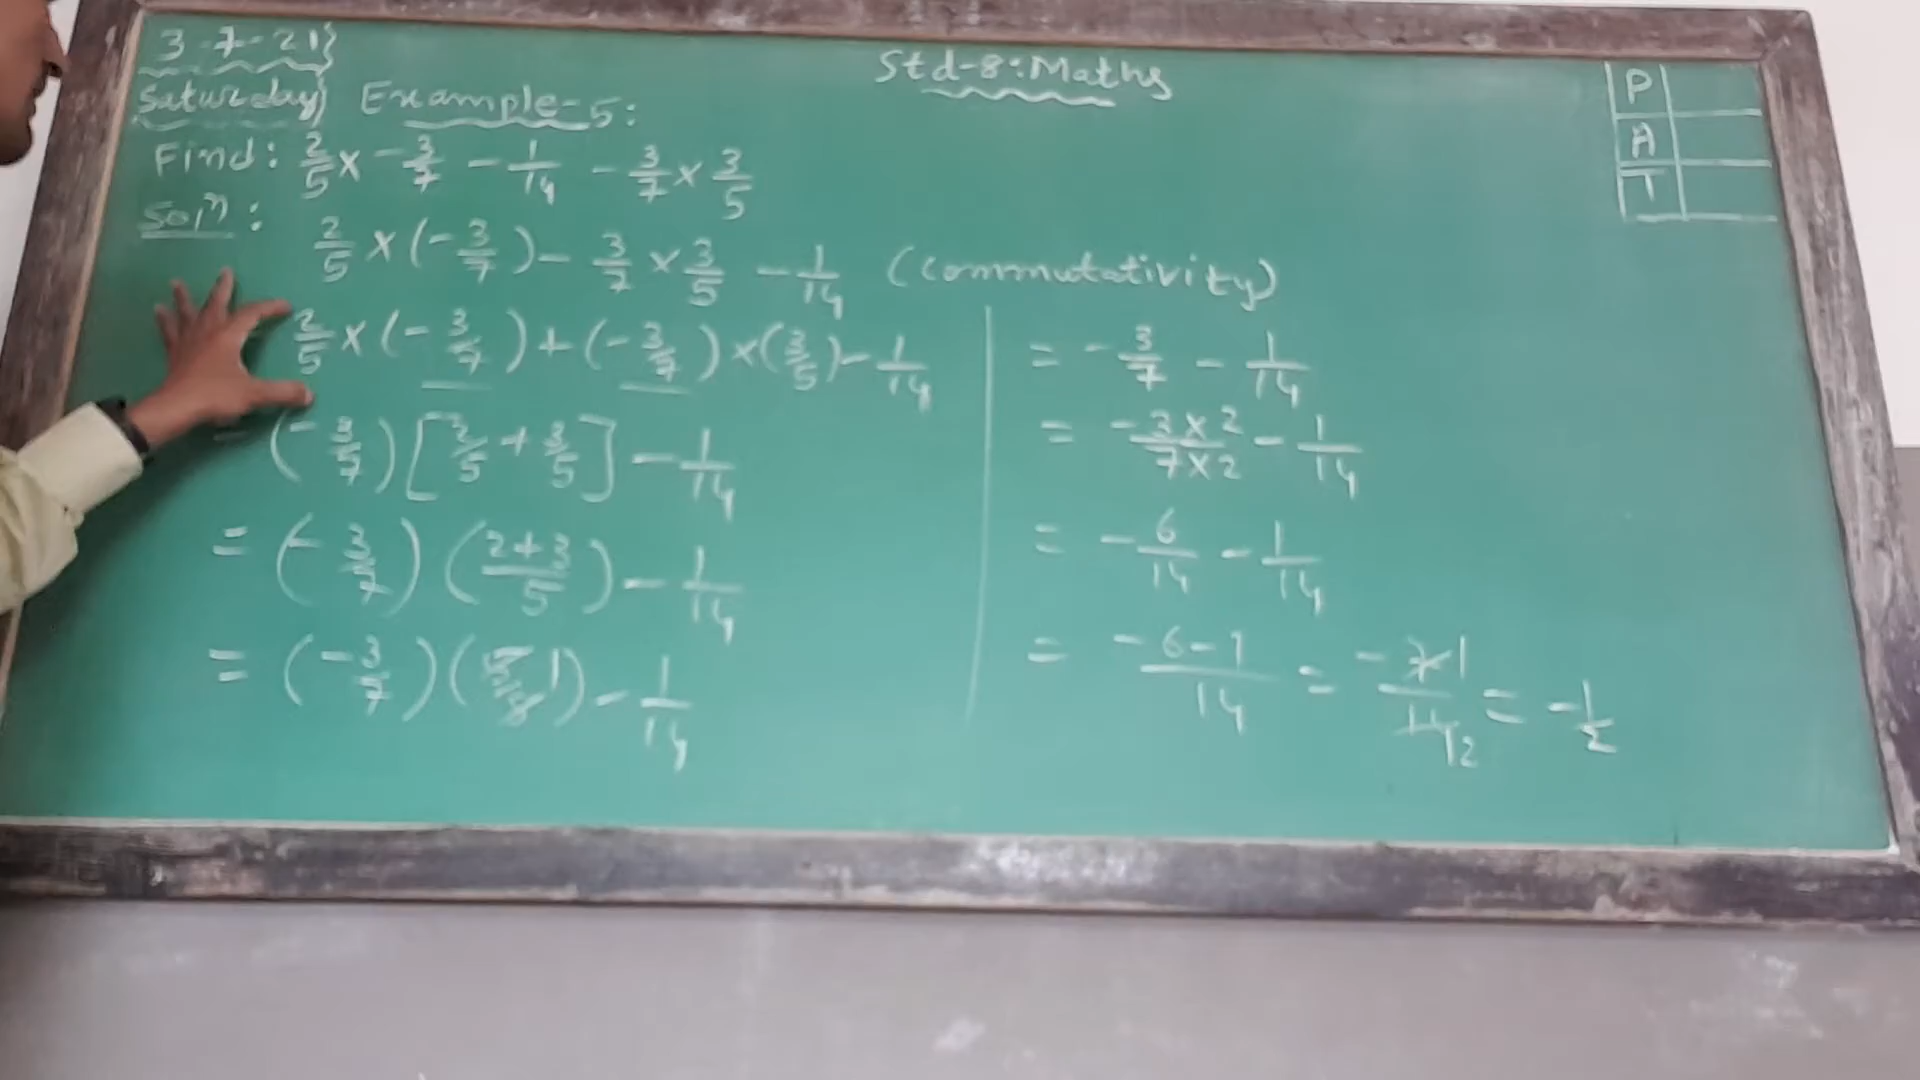 3-7-21
Std-8: Maths
P
A
T
Saturday Example-5:
Find: 2/5 × -3/7 - 1/14 - 3/7 × 3/5
Solⁿ:
2/5 × (-3/7) - 3/7 × 3/5 - 1/14 (commutativity)
2/5 × (-3/7) + (-3/7) × (3/5) - 1/14
= (-3/7) [2/5 + 3/5] - 1/14
= (-3/7) (2+3/5) - 1/14
= (-3/7) (5/5 1) - 1/14
= -3/7 - 1/14
= -3×2/7×2 - 1/14
= -6/14 - 1/14
= -6-1/14 = -7 1/14 2 = -1/2